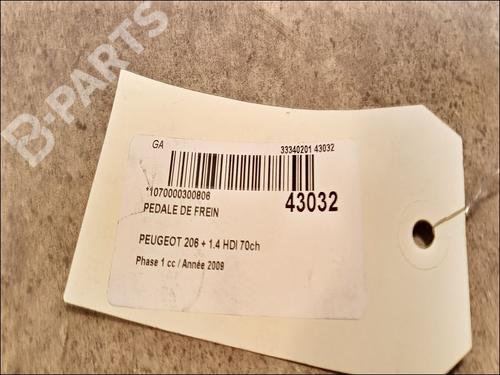 B-PARTS
GA 33340201 43032
*1070000300806
43032
PEDALE DE FREIN
PEUGEOT 206 + 1.4 HDI 70ch
Phase 1 cc / Année 2009